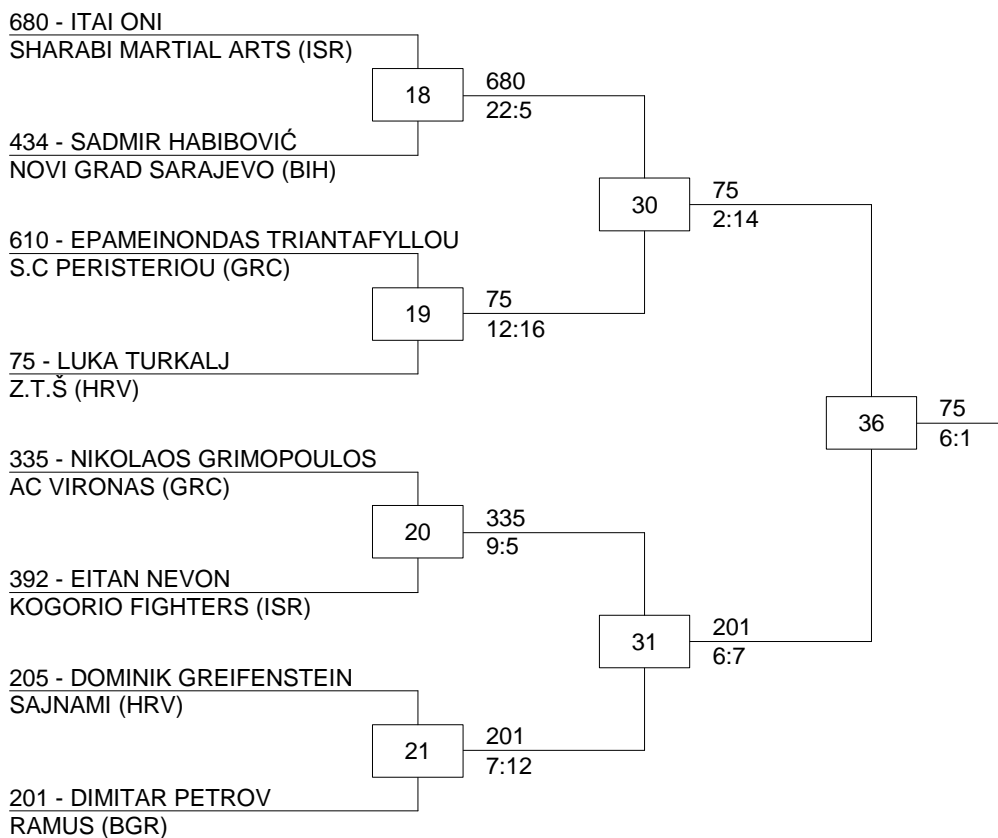 680 - ITAI ONI
SHARABI MARTIAL ARTS (ISR)
18
680
22:5
434 - SADMIR HABIBOVIĆ
NOVI GRAD SARAJEVO (BIH)
30
75
2:14
610 - EPAMEINONDAS TRIANTAFYLLOU
S.C PERISTERIOU (GRC)
19
75
12:16
75 - LUKA TURKALJ
Z.T.Š (HRV)
36
75
6:1
335 - NIKOLAOS GRIMOPOULOS
AC VIRONAS (GRC)
20
335
9:5
392 - EITAN NEVON
KOGORIO FIGHTERS (ISR)
31
201
6:7
205 - DOMINIK GREIFENSTEIN
SAJNAMI (HRV)
21
201
7:12
201 - DIMITAR PETROV
RAMUS (BGR)